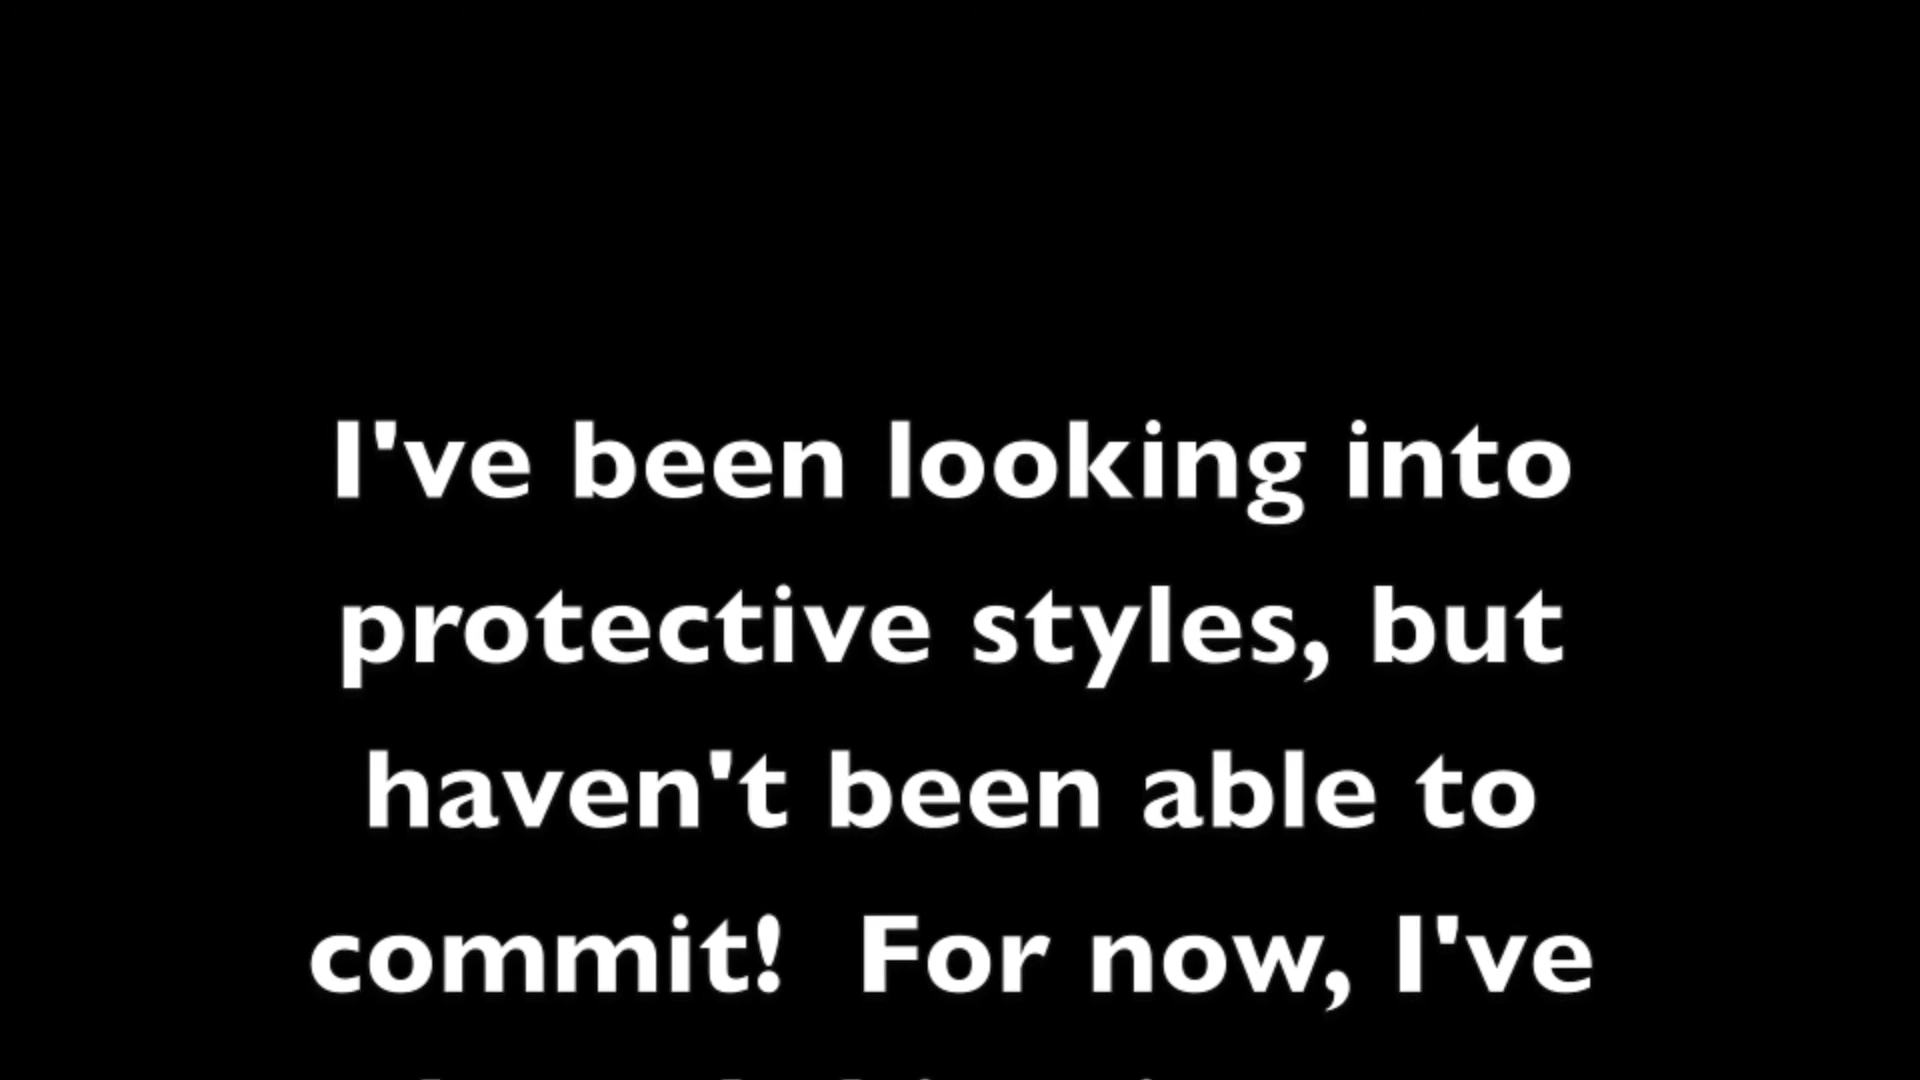 I've been looking into
protective styles, but
haven't been able to
commit!  For now, I've